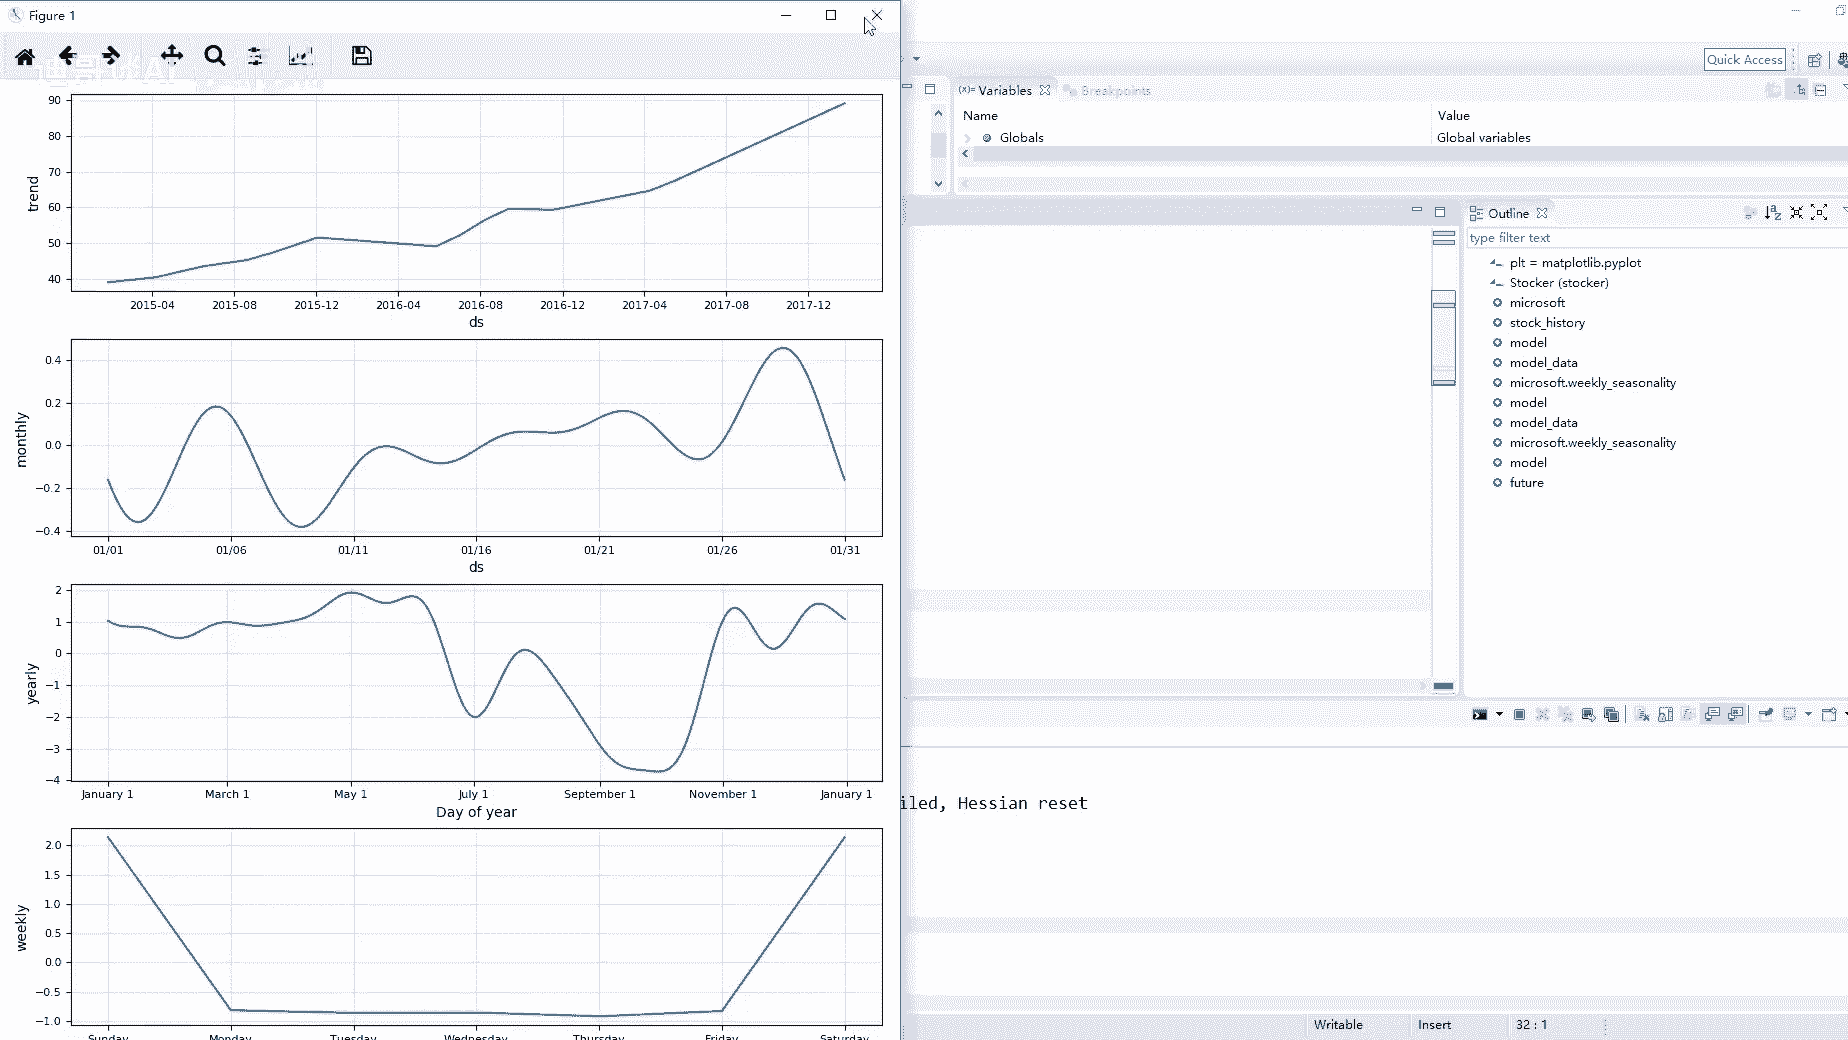 Figure 1
迪哥谈AI
90
80
70
60
50
40
trend
2015-04 2015-08 2015-12 2016-04 2016-08 2016-12 2017-04 2017-08 2017-12
ds
0.4
0.2
0.0
−0.2
−0.4
monthly
01/01 01/06 01/11 01/16 01/21 01/26 01/31
ds
2
1
0
−1
−2
−3
−4
yearly
January 1 March 1 May 1 July 1 September 1 November 1 January 1
Day of year
2.0
1.5
1.0
0.5
0.0
−0.5
−1.0
weekly
Sunday Monday Tuesday Wednesday Thursday Friday Saturday
Quick Access
(x)= Variables Breakpoints
Name Value
Globals Global variables
Outline
type filter text
plt = matplotlib.pyplot
Stocker (stocker)
microsoft
stock_history
model
model_data
microsoft.weekly_seasonality
model
model_data
microsoft.weekly_seasonality
model
future
iled, Hessian reset
Writable Insert 32 : 1